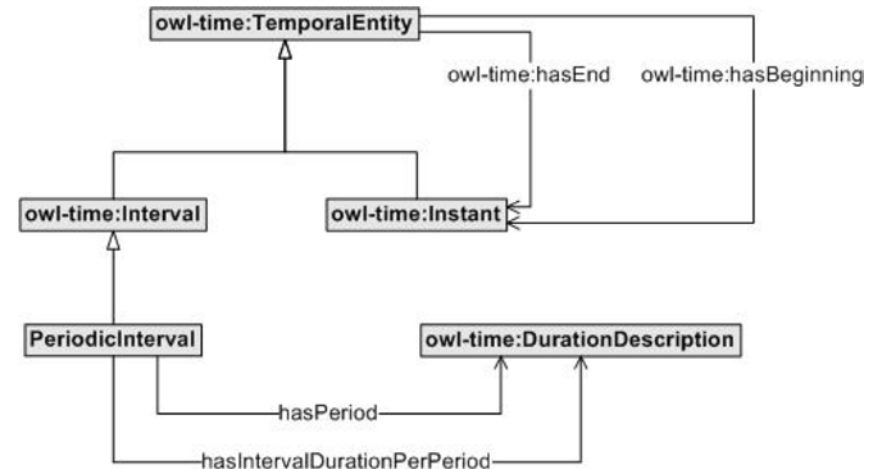 owl-time:TemporalEntity
owl-time:hasEnd
owl-time:hasBeginning
owl-time:Interval
owl-time:Instant
PeriodicInterval
owl-time:DurationDescription
hasPeriod
hasIntervalDurationPerPeriod